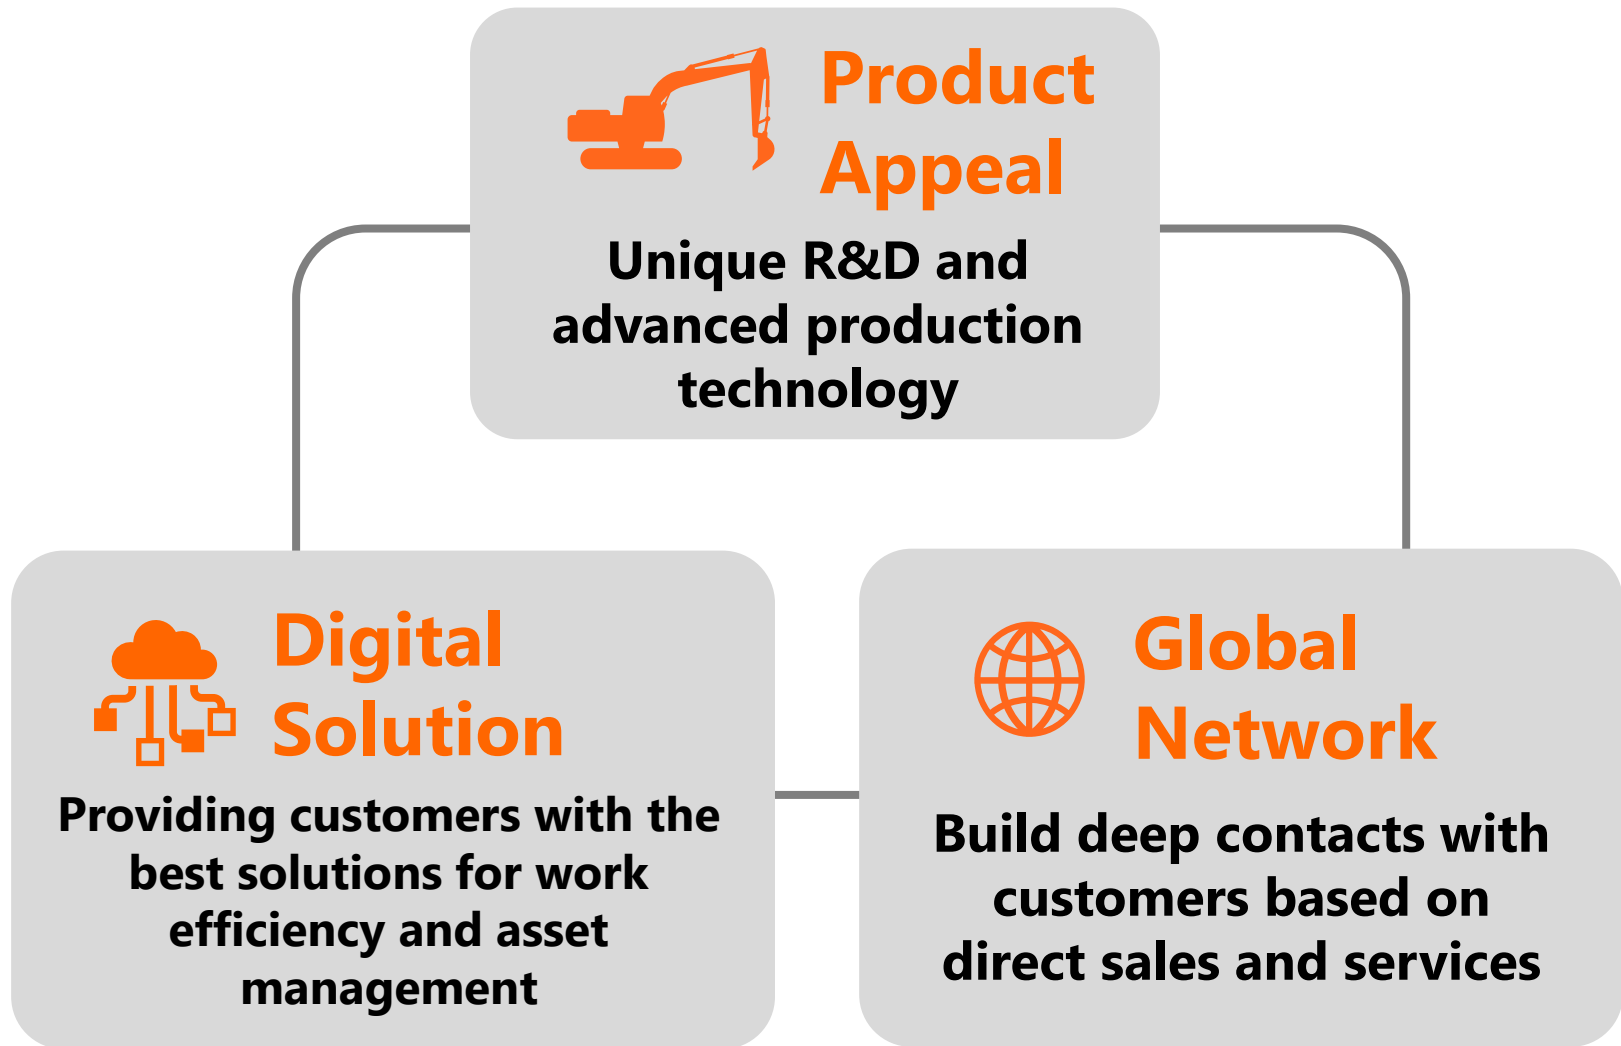 Product
Appeal
Unique R&D and
advanced production
technology
Digital
Solution
Providing customers with the
best solutions for work
efficiency and asset
management
Global
Network
Build deep contacts with
customers based on
direct sales and services